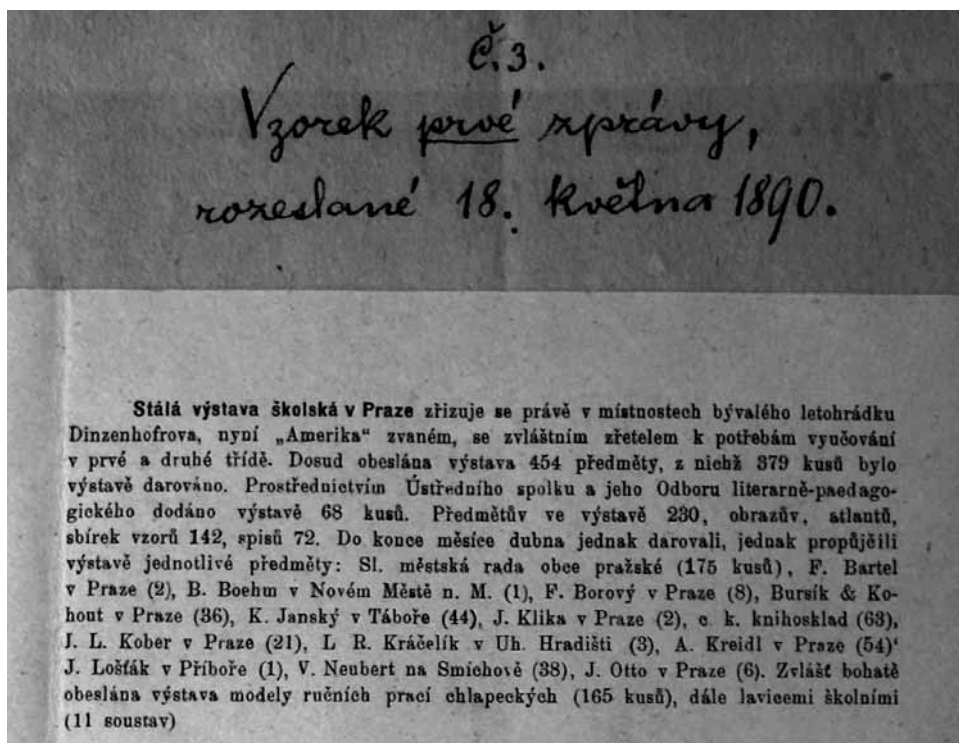 Č. 3.
Vzorek prvé zprávy,
rozeslané 18. května 1890.
Stálá výstava školská v Praze zřizuje se právě v místnostech bývalého letohrádku
Dinzenhofrova, nyní „Amerika“ zvaném, se zvláštním zřetelem k potřebám vyučování
v prvé a druhé třídě. Dosud obeslána výstava 454 předměty, z nichž 379 kusů bylo
výstavě darováno. Prostřednictvím Ústředního spolku a jeho Odboru literarně-paedago-
gického dodáno výstavě 68 kusů. Předmětův ve výstavě 230, obrazův, atlantů,
sbírek vzorů 142, spisů 72. Do konce měsíce dubna jednak darovali, jednak propůjčili
výstavě jednotlivé předměty: Sl. městská rada obce pražské (175 kusů), F. Bartel
v Praze (2), B. Boehm v Novém Městě n. M. (1), F. Borový v Praze (8), Bursík & Ko-
hout v Praze (36), K. Janský v Táboře (44), J. Klika v Praze (2), c. k. knihosklad (63),
J. L. Kober v Praze (21), L R. Kráčelík v Uh. Hradišti (3), A. Kreidl v Praze (54)‘
J. Lošťák v Příboře (1), V. Neubert na Smíchově (38), J. Otto v Praze (6). Zvlášť bohatě
obeslána výstava modely ručních prací chlapeckých (165 kusů), dále lavicemi školními
(11 soustav)